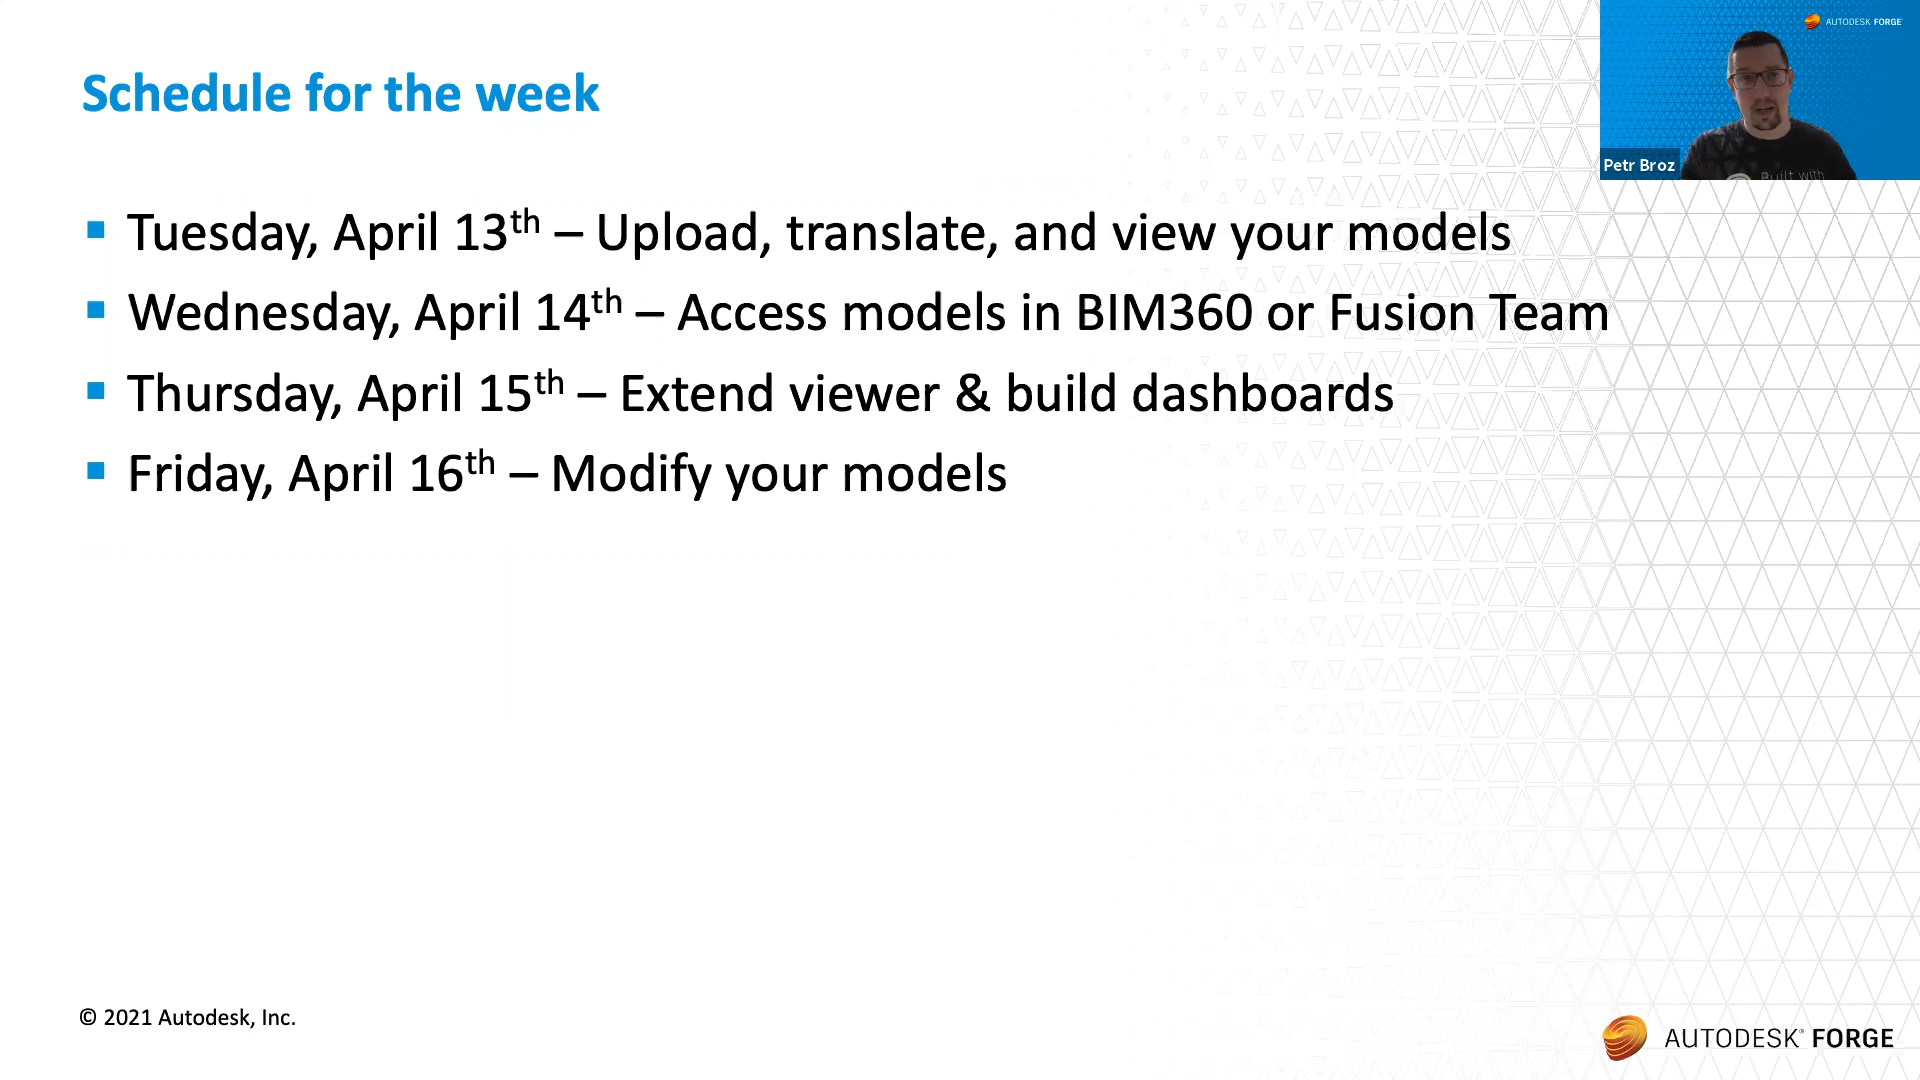 Schedule for the week
AUTODESK FORGE
Petr Broz
Built with
▪ Tuesday, April 13th – Upload, translate, and view your models
▪ Wednesday, April 14th – Access models in BIM360 or Fusion Team
▪ Thursday, April 15th – Extend viewer & build dashboards
▪ Friday, April 16th – Modify your models
© 2021 Autodesk, Inc.
AUTODESK® FORGE